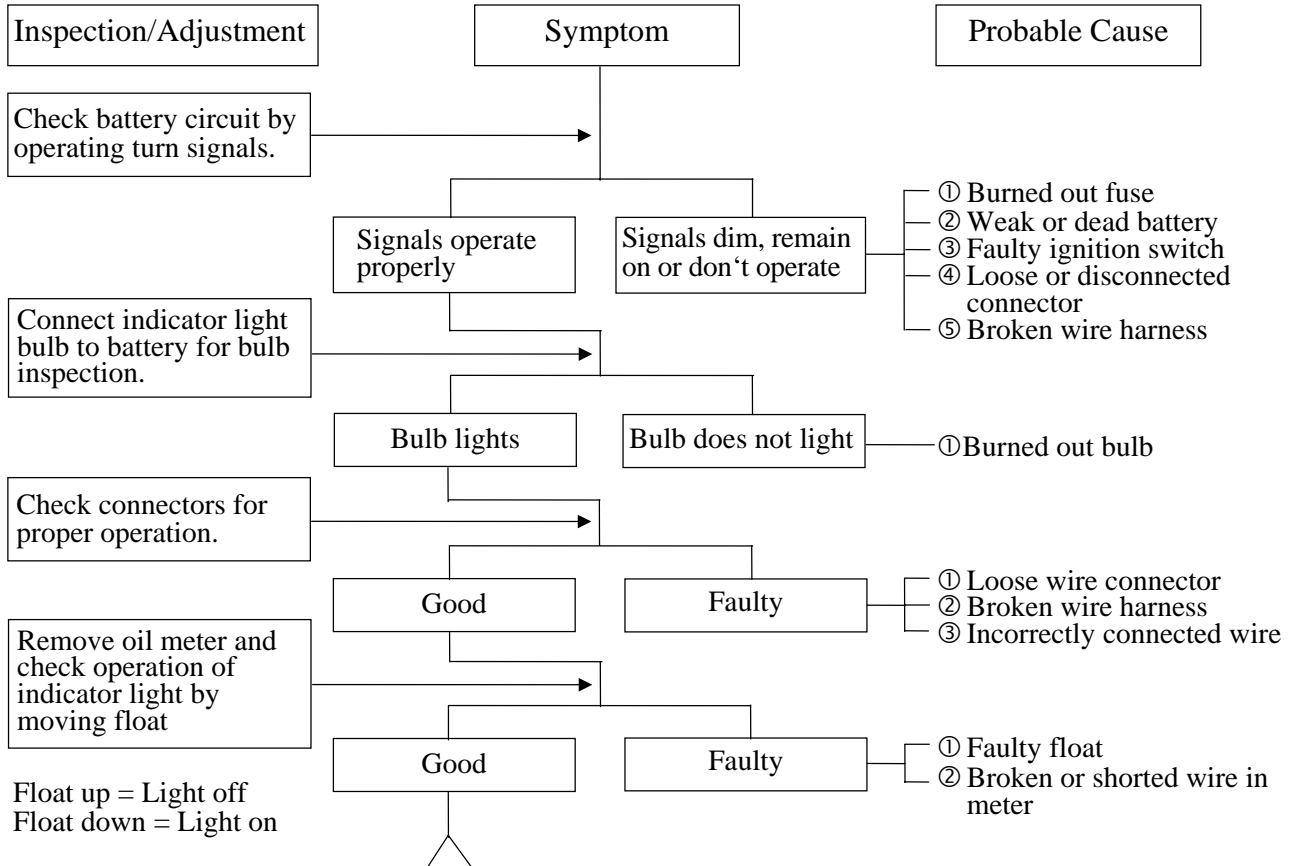 Inspection/Adjustment
Symptom
Probable Cause
Check battery circuit by
operating turn signals.
Signals operate
properly
Signals dim, remain
on or don‘t operate
① Burned out fuse
② Weak or dead battery
③ Faulty ignition switch
④ Loose or disconnected
connector
⑤ Broken wire harness
Connect indicator light
bulb to battery for bulb
inspection.
Bulb lights
Bulb does not light
①Burned out bulb
Check connectors for
proper operation.
Good
Faulty
① Loose wire connector
② Broken wire harness
③ Incorrectly connected wire
Remove oil meter and
check operation of
indicator light by
moving float
Good
Faulty
① Faulty float
② Broken or shorted wire in
meter
Float up = Light off
Float down = Light on